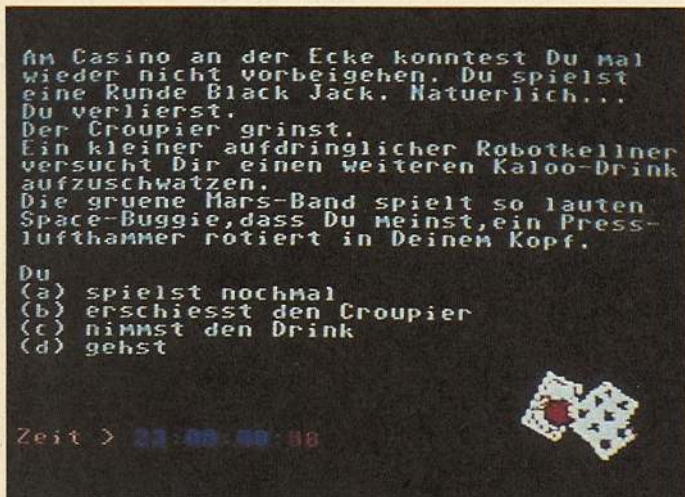 Am Casino an der Ecke konntest Du mal
wieder nicht vorbeigehen. Du spielst
eine Runde Black Jack. Natuerlich...
Du verlierst.
Der Croupier grinst.
Ein kleiner aufdringlicher Robotkellner
versucht Dir einen weiteren Kaloo-Drink
aufzuschwatzen.
Die gruene Mars-Band spielt so lauten
Space-Buggie,dass Du meinst,ein Press-
lufthammer rotiert in Deinem Kopf.
Du
(a) spielst nochmal
(b) erschiesst den Croupier
(c) nimmst den Drink
(d) gehst
Zeit >